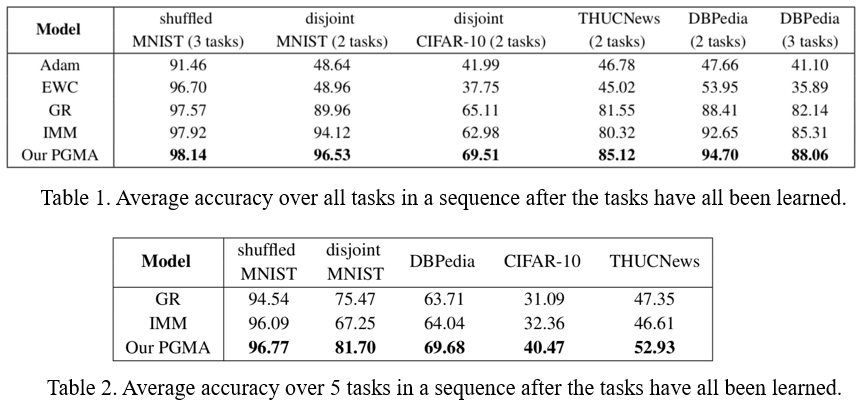 Model shuffled MNIST (3 tasks) disjoint MNIST (2 tasks) disjoint CIFAR-10 (2 tasks) THUCNews (2 tasks) DBPedia (2 tasks) DBPedia (3 tasks)
Adam 91.46 48.64 41.99 46.78 47.66 41.10
EWC 96.70 48.96 37.75 45.02 53.95 35.89
GR 97.57 89.96 65.11 81.55 88.41 82.14
IMM 97.92 94.12 62.98 80.32 92.65 85.31
Our PGMA 98.14 96.53 69.51 85.12 94.70 88.06
Table 1. Average accuracy over all tasks in a sequence after the tasks have all been learned.
Model shuffled MNIST disjoint MNIST DBPedia CIFAR-10 THUCNews
GR 94.54 75.47 63.71 31.09 47.35
IMM 96.09 67.25 64.04 32.36 46.61
Our PGMA 96.77 81.70 69.68 40.47 52.93
Table 2. Average accuracy over 5 tasks in a sequence after the tasks have all been learned.